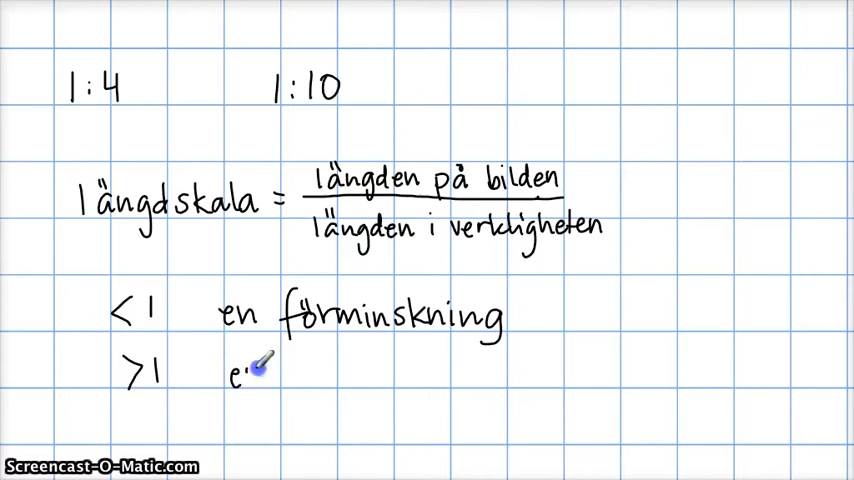 1:4 1:10
längdskala = längden på bilden
längden i verkligheten
<1 en förminskning
>1 e
Screencast-O-Matic.com